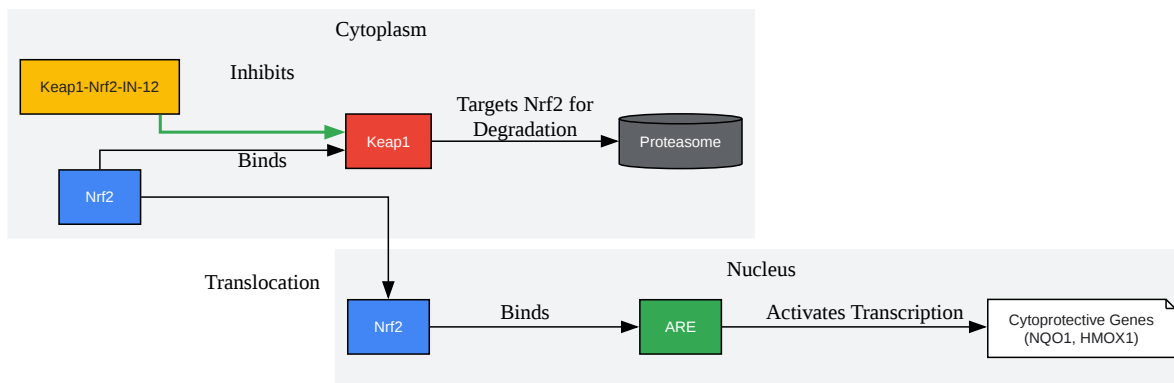 Cytoplasm
Keap1-Nrf2-IN-12
Inhibits
Targets Nrf2 for
Degradation
Keap1
Proteasome
Binds
Nrf2
Translocation
Nucleus
Nrf2
Binds
ARE
Activates Transcription
Cytoprotective Genes
(NQO1, HMOX1)